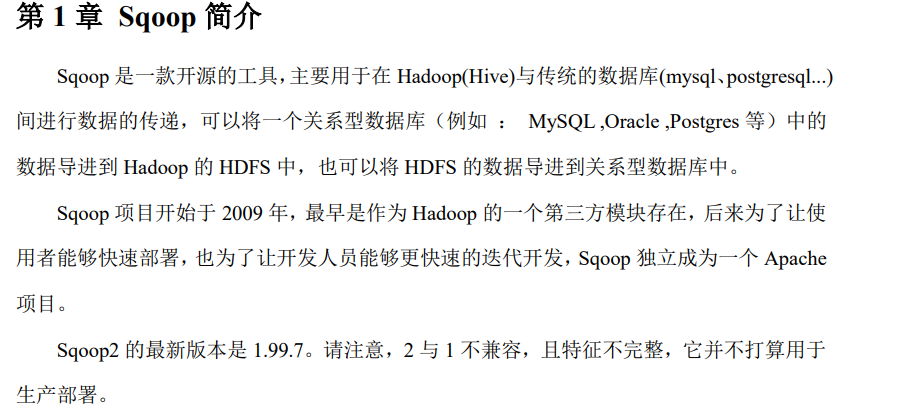 第 1 章 Sqoop 简介
Sqoop 是一款开源的工具,主要用于在 Hadoop(Hive)与传统的数据库(mysql、postgresql...)
间进行数据的传递，可以将一个关系型数据库（例如 ： MySQL ,Oracle ,Postgres 等）中的
数据导进到 Hadoop 的 HDFS 中，也可以将 HDFS 的数据导进到关系型数据库中。
Sqoop 项目开始于 2009 年，最早是作为 Hadoop 的一个第三方模块存在，后来为了让使
用者能够快速部署，也为了让开发人员能够更快速的迭代开发，Sqoop 独立成为一个 Apache
项目。
Sqoop2 的最新版本是 1.99.7。请注意，2 与 1 不兼容，且特征不完整，它并不打算用于
生产部署。